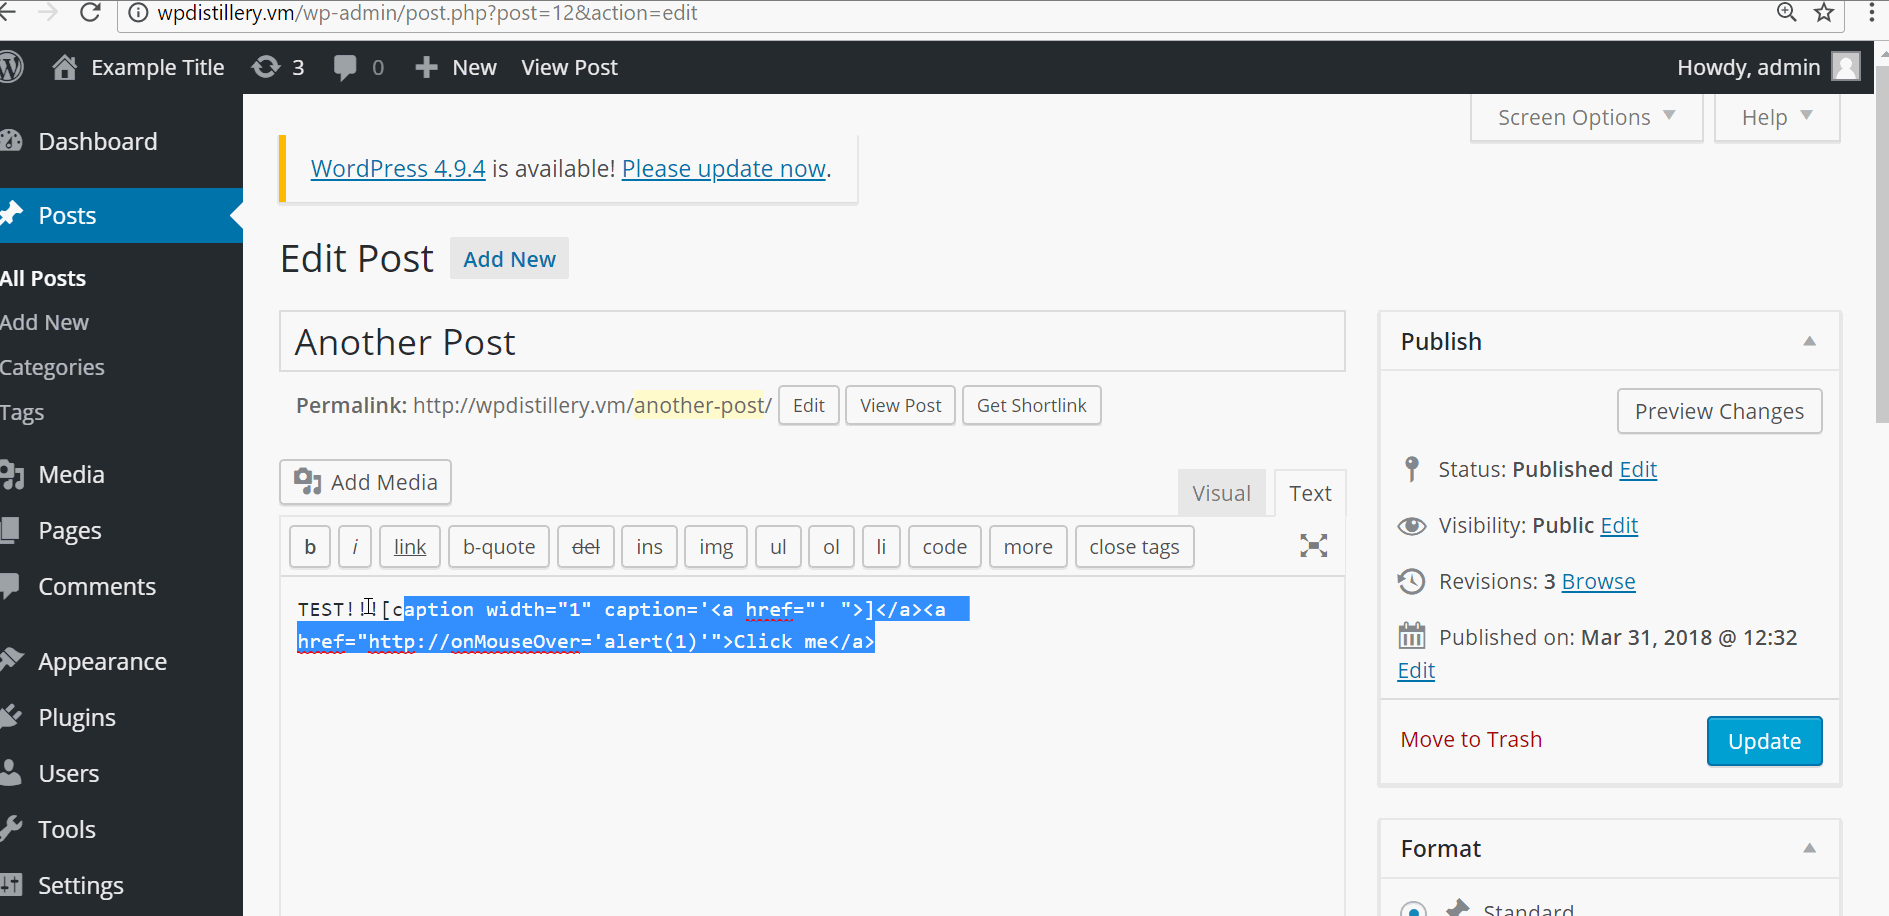 wpdistillery.vm/wp-admin/post.php?post=12&action=edit
Example Title 3 0 New View Post Howdy, admin
Screen Options Help
Dashboard
Posts
All Posts
Add New
Categories
Tags
Media
Pages
Comments
Appearance
Plugins
Users
Tools
Settings
WordPress 4.9.4 is available! Please update now.
Edit Post Add New
Another Post
Permalink: http://wpdistillery.vm/another-post/ Edit View Post Get Shortlink
Add Media Visual Text
b i link b-quote del ins img ul ol li code more close tags
TEST!!![caption width="1" caption='<a href="' ">]</a><a
href="http://onMouseOver='alert(1)'">Click me</a>
Publish
Preview Changes
Status: Published Edit
Visibility: Public Edit
Revisions: 3 Browse
Published on: Mar 31, 2018 @ 12:32
Edit
Move to Trash Update
Format
Standard